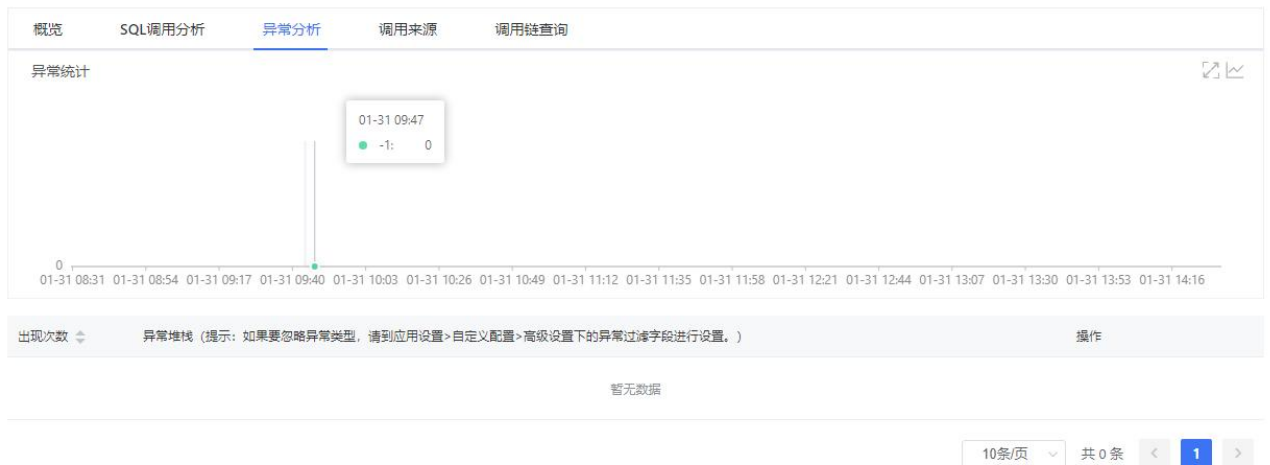 概览 SQL调用分析 异常分析 调用来源 调用链查询
异常统计
01-31 09:47
-1: 0
0
01-31 08:31 01-31 08:54 01-31 09:17 01-31 09:40 01-31 10:03 01-31 10:26 01-31 10:49 01-31 11:12 01-31 11:35 01-31 11:58 01-31 12:21 01-31 12:44 01-31 13:07 01-31 13:30 01-31 13:53 01-31 14:16
出现次数 异常堆栈（提示：如果要忽略异常类型，请到应用设置>自定义配置>高级设置下的异常过滤字段进行设置。） 操作
暂无数据
10条/页 共 0 条 < 1 >